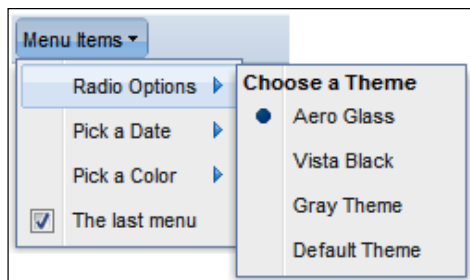 Menu Items
Radio Options
Pick a Date
Pick a Color
The last menu
Choose a Theme
Aero Glass
Vista Black
Gray Theme
Default Theme